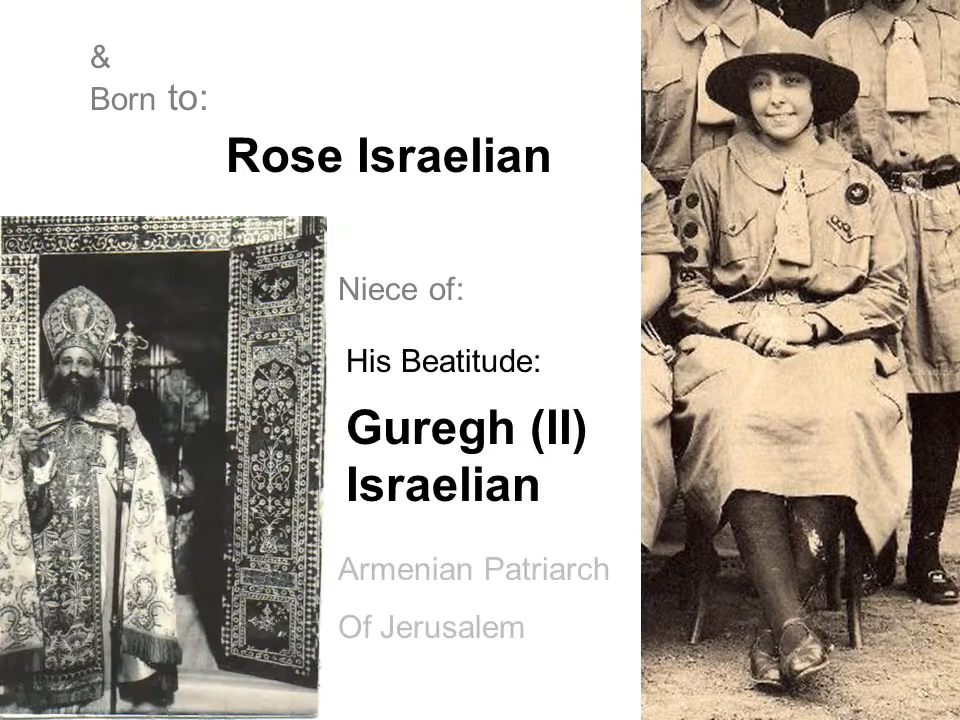 &
Born to:
Rose Israelian
Niece of:
His Beatitude:
Guregh (II)
Israelian
Armenian Patriarch
Of Jerusalem